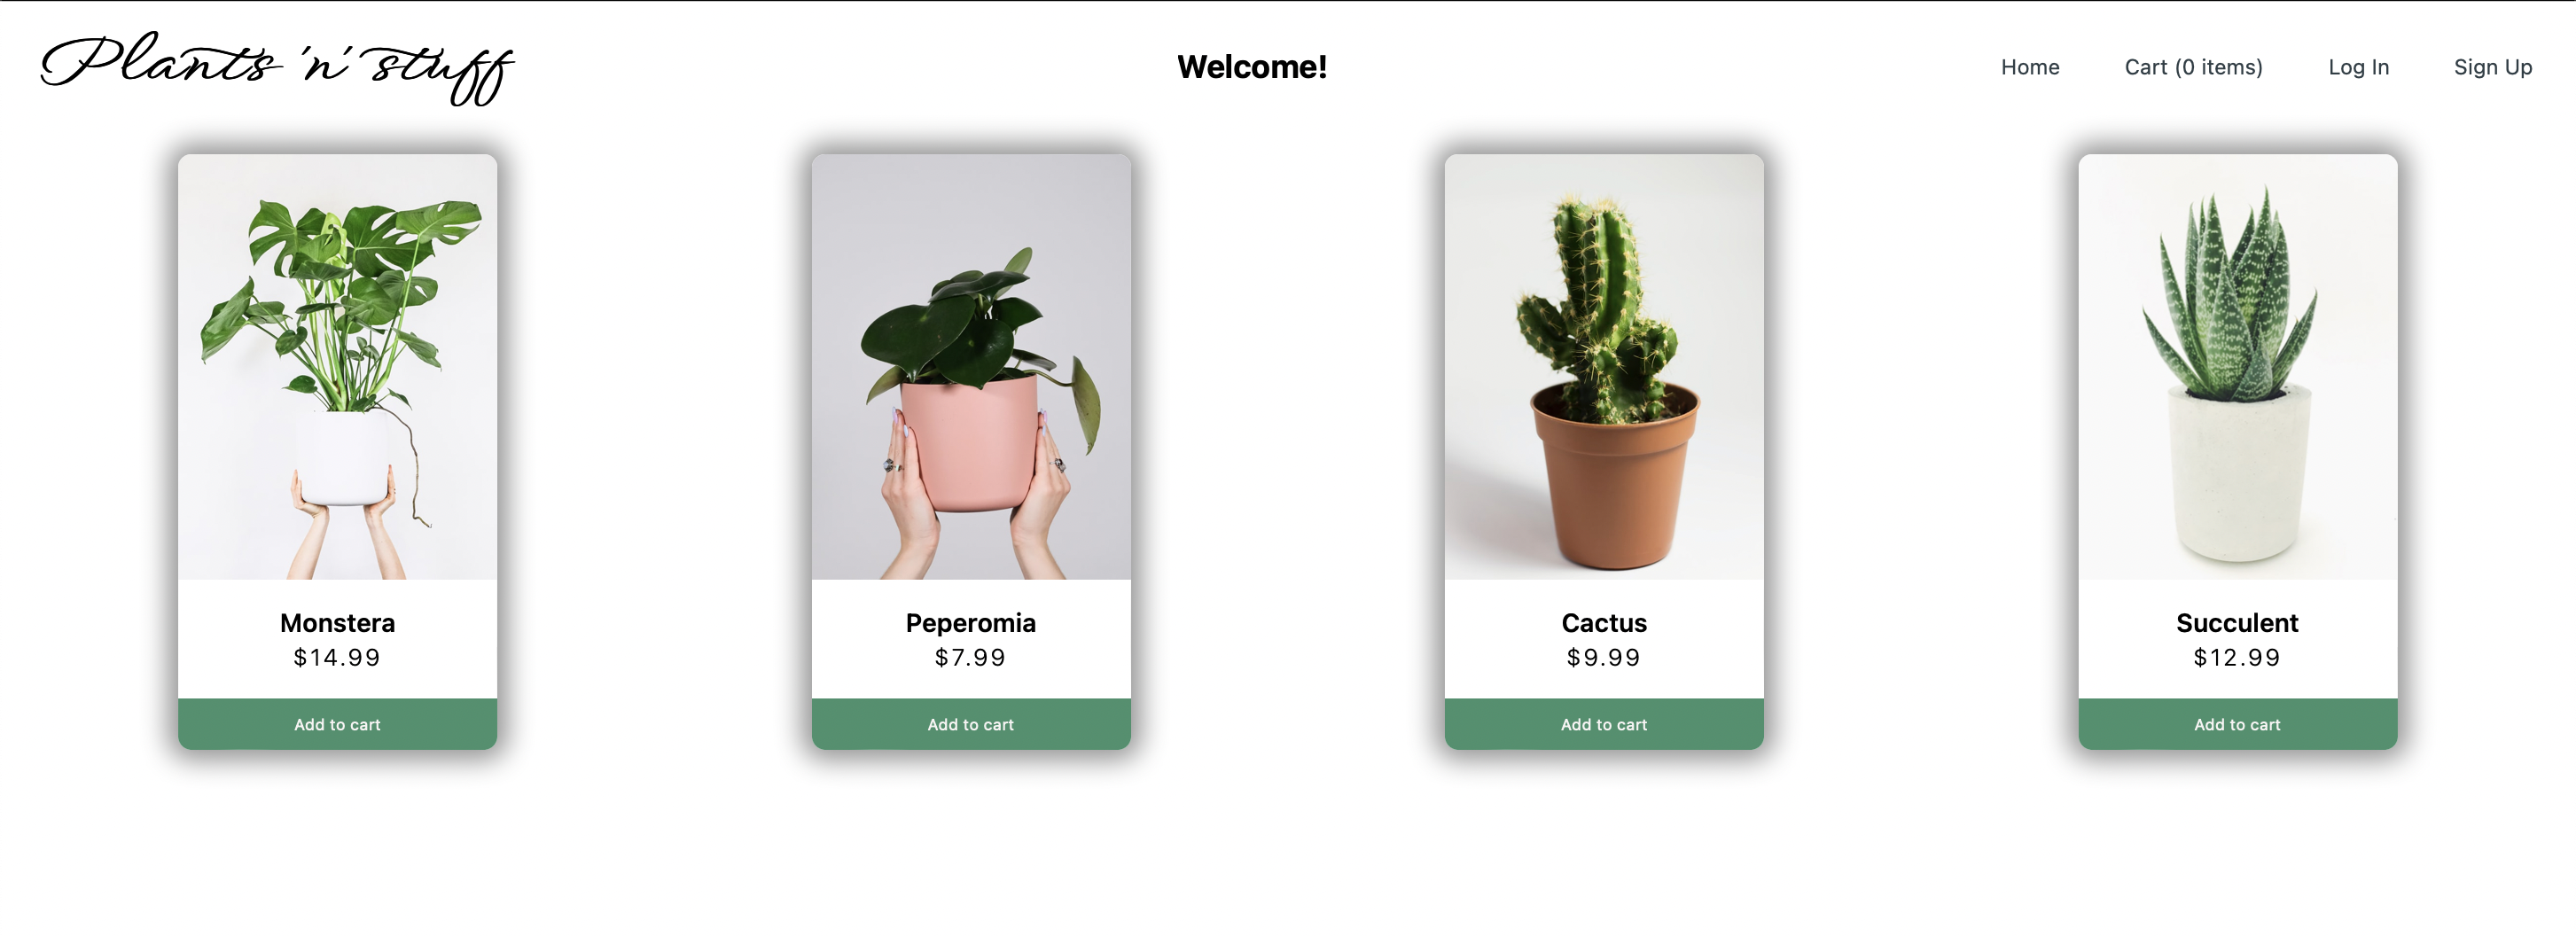 Plants 'n' stuff
Welcome!
Home
Cart (0 items)
Log In
Sign Up
Monstera
$14.99
Add to cart
Peperomia
$7.99
Add to cart
Cactus
$9.99
Add to cart
Succulent
$12.99
Add to cart